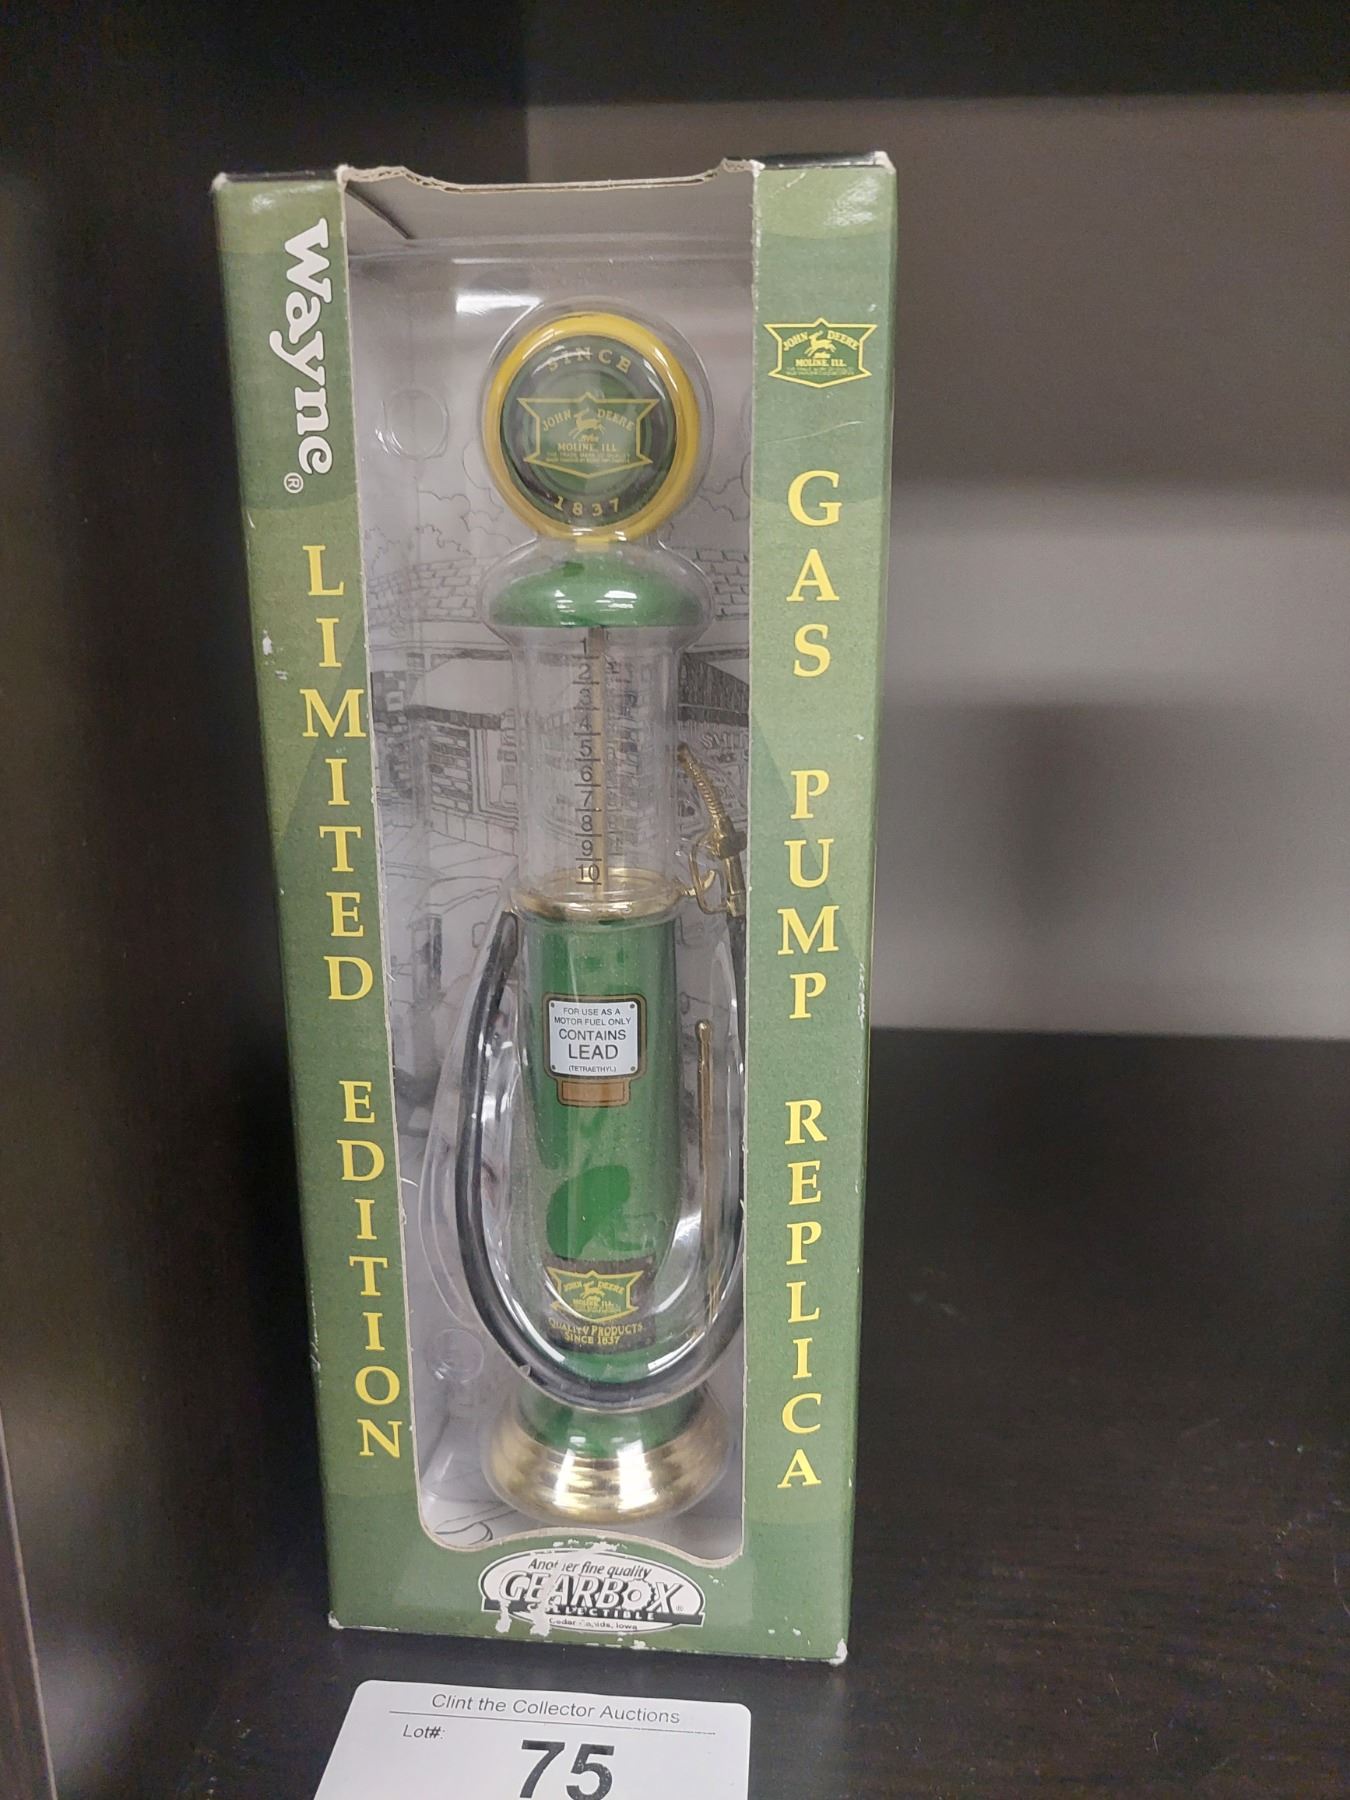 Wayne®
LIMITED EDITION
SINCE
JOHN DEERE
MOLINE, ILL.
1837
1
2
3
4
5
6
7
8
9
10
FOR USE AS A
MOTOR FUEL ONLY
CONTAINS
LEAD
(TETRAETHYL)
JOHN DEERE
MOLINE, ILL.
QUALITY PRODUCTS
SINCE 1837
JOHN DEERE
MOLINE, ILL.
GAS PUMP REPLICA
Another fine quality
GEARBOX®
COLLECTIBLE
Cedar Rapids, Iowa
Clint the Collector Auctions
Lot#:
75